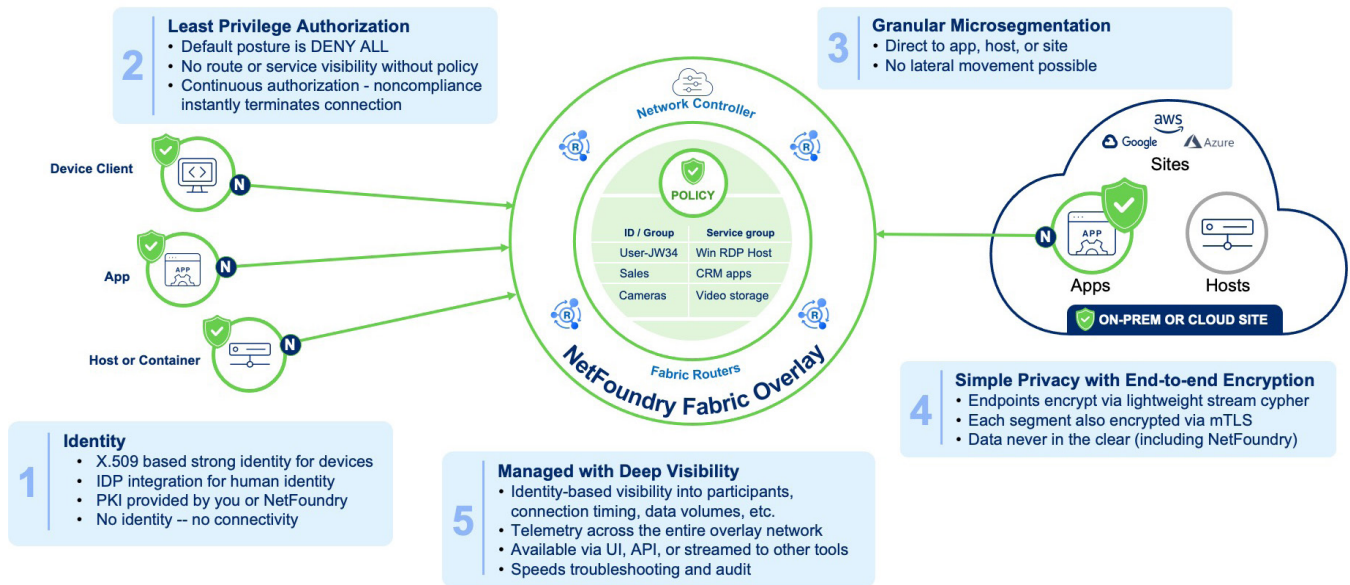 2
Least Privilege Authorization
• Default posture is DENY ALL
• No route or service visibility without policy
• Continuous authorization - noncompliance
instantly terminates connection
3
Granular Microsegmentation
• Direct to app, host, or site
• No lateral movement possible
Device Client
N
App
APP
N
Host or Container
N
Network Controller
R
R
POLICY
ID / Group Service group
User-JW34 Win RDP Host
Sales CRM apps
Cameras Video storage
R
R
Fabric Routers
NetFoundry Fabric Overlay
aws
Google Azure
Sites
N
APP
Apps Hosts
ON-PREM OR CLOUD SITE
1
Identity
• X.509 based strong identity for devices
• IDP integration for human identity
• PKI provided by you or NetFoundry
• No identity -- no connectivity
5
Managed with Deep Visibility
• Identity-based visibility into participants,
connection timing, data volumes, etc.
• Telemetry across the entire overlay network
• Available via UI, API, or streamed to other tools
• Speeds troubleshooting and audit
4
Simple Privacy with End-to-end Encryption
• Endpoints encrypt via lightweight stream cypher
• Each segment also encrypted via mTLS
• Data never in the clear (including NetFoundry)